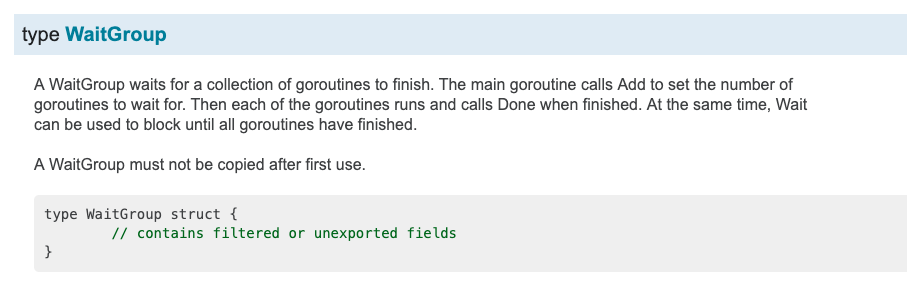 type WaitGroup
A WaitGroup waits for a collection of goroutines to finish. The main goroutine calls Add to set the number of
goroutines to wait for. Then each of the goroutines runs and calls Done when finished. At the same time, Wait
can be used to block until all goroutines have finished.
A WaitGroup must not be copied after first use.
type WaitGroup struct {
        // contains filtered or unexported fields
}